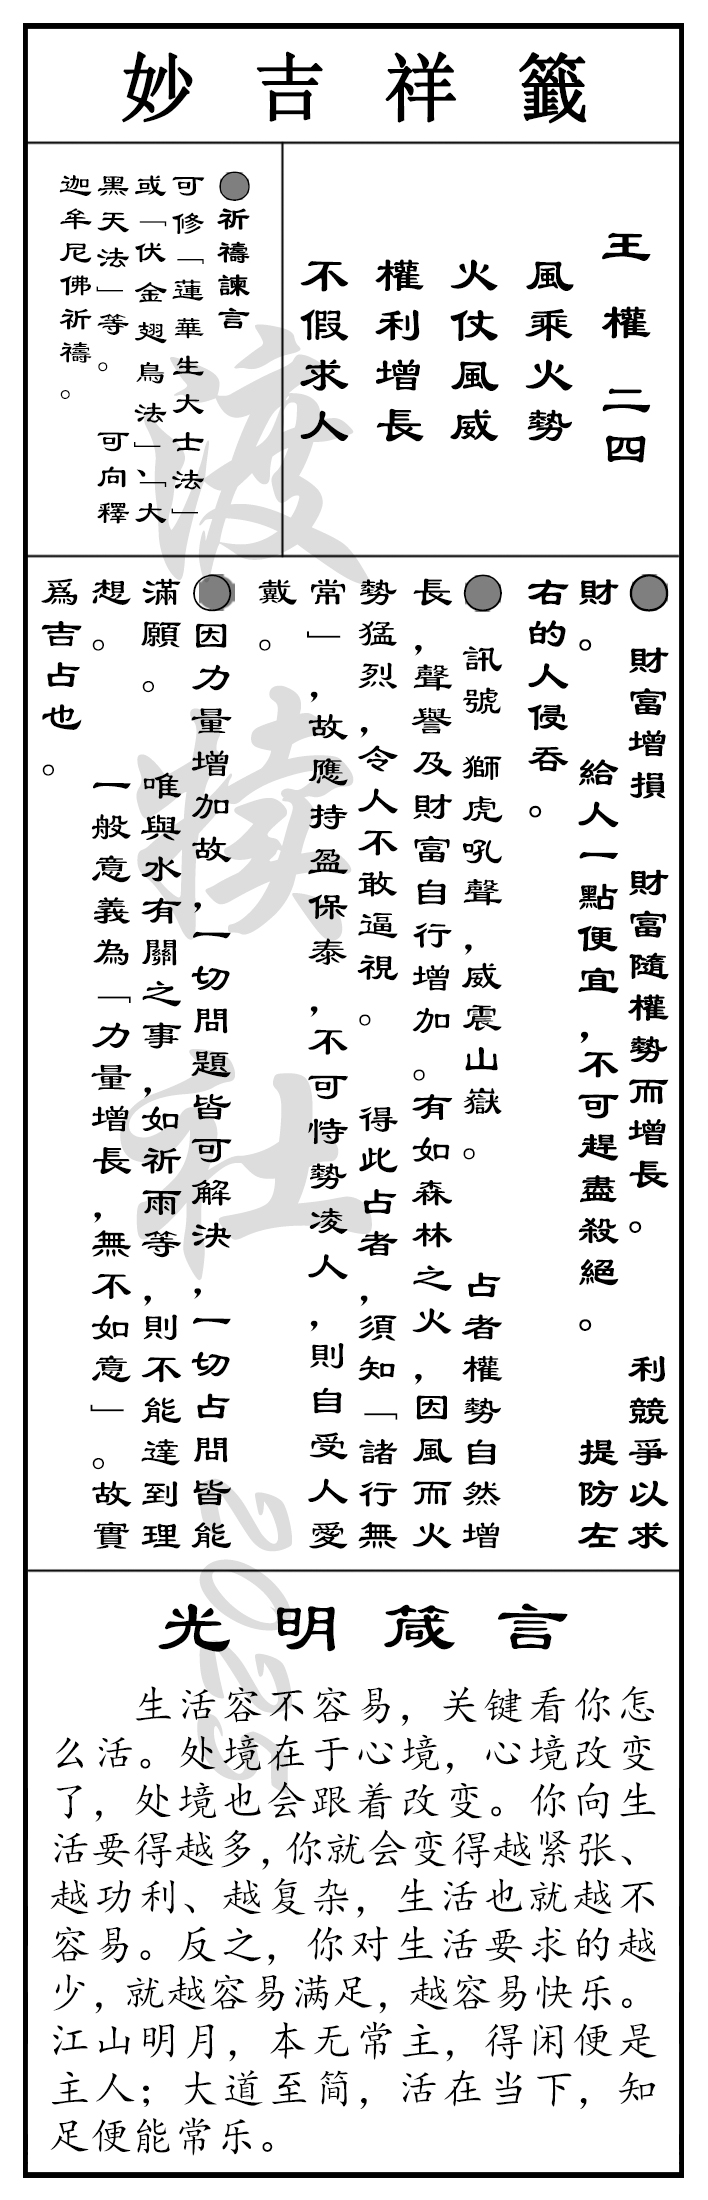 妙吉祥籤
王權二四
風乘火勢
火仗風威
權利增長
不假求人
●祈禱諫言
可修「蓮華生大士法」
或「伏金翅鳥法」、「大
黑天法」等。 可向釋
迦牟尼佛祈禱。
● 財富增損 財富隨權勢而增長。 利競爭以求
財。 給人一點便宜,不可趕盡殺絕。 提防左
右的人侵吞。
● 訊號 獅虎吼聲,威震山嶽。 占者權勢自然增
長,聲譽及財富自行增加。有如森林之火,因風而火
勢猛烈,令人不敢逼視。 得此占者,須知「諸行無
常」,故應持盈保泰,不可恃勢凌人,則自受人愛
戴。
●因力量增加故,一切問題皆可解決,一切占問皆能
滿願。 唯與水有關之事,如祈雨等,則不能達到理
想。 一般意義為「力量增長,無不如意」。故實
爲吉占也。
光明箴言
生活容不容易，关键看你怎
么活。处境在于心境，心境改变
了，处境也会跟着改变。你向生
活要得越多，你就会变得越紧张、
越功利、越复杂，生活也就越不
容易。反之，你对生活要求的越
少，就越容易满足，越容易快乐。
江山明月，本无常主，得闲便是
主人；大道至简，活在当下，知
足便能常乐。
渡犊社2025